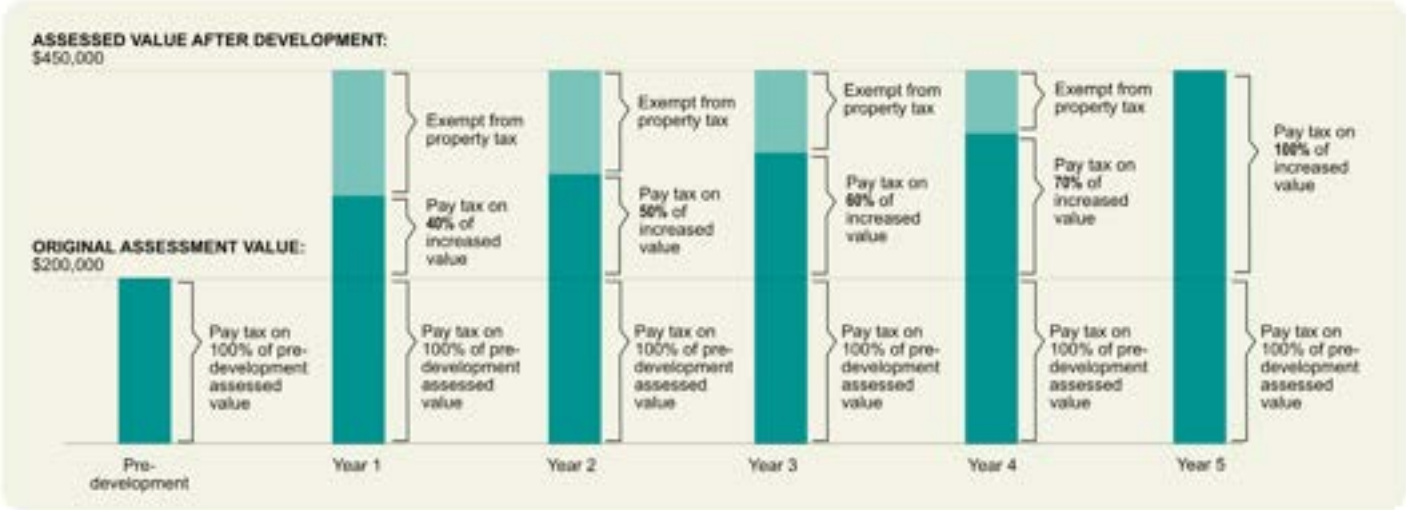 ASSESSED VALUE AFTER DEVELOPMENT:
$450,000
Exempt from
property tax
Pay tax on
40% of
increased
value
Exempt from
property tax
Pay tax on
50% of
increased
value
Exempt from
property tax
Pay tax on
60% of
increased
value
Exempt from
property tax
Pay tax on
70% of
increased
value
Pay tax on
100% of
increased
value
ORIGINAL ASSESSMENT VALUE:
$200,000
Pay tax on
100% of pre-
development
assessed
value
Pay tax on
100% of pre-
development
assessed
value
Pay tax on
100% of pre-
development
assessed
value
Pay tax on
100% of pre-
development
assessed
value
Pay tax on
100% of pre-
development
assessed
value
Pay tax on
100% of pre-
development
assessed
value
Pre-
development
Year 1
Year 2
Year 3
Year 4
Year 5